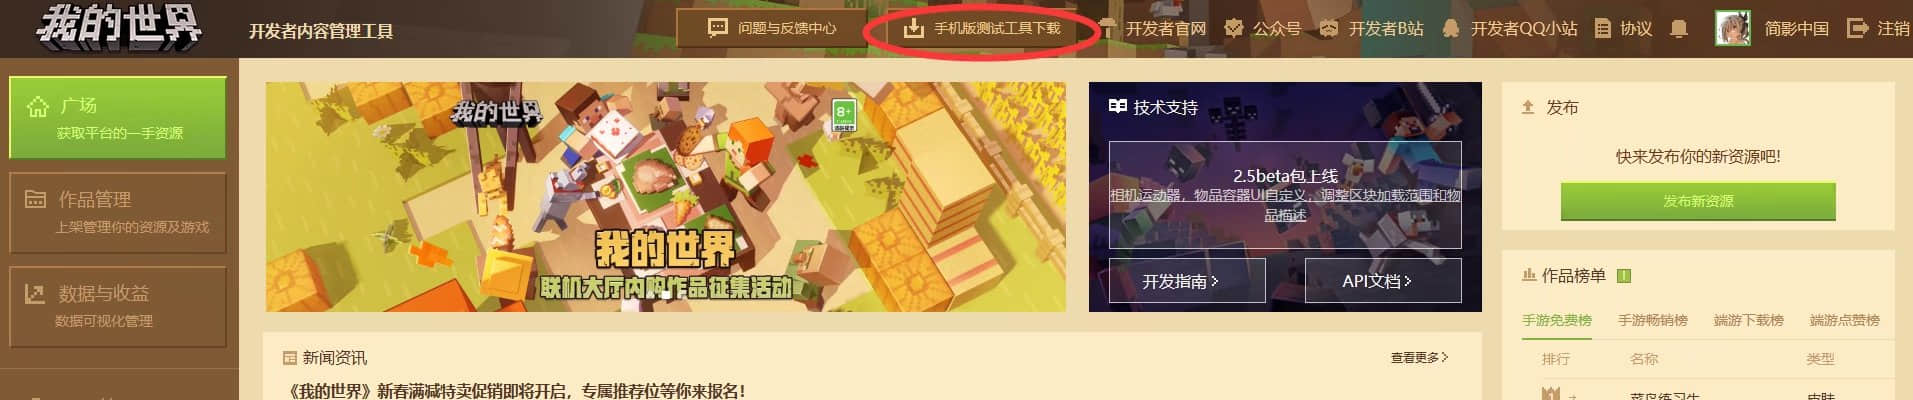 我的世界
开发者内容管理工具
问题与反馈中心
手机版测试工具下载
开发者官网
公众号
开发者B站
开发者QQ小站
协议
简影中国
注销
广场
获取平台的一手资源
作品管理
上架管理你的资源及游戏
数据与收益
数据可视化管理
我的世界
8+
我的世界
联机大厅内购作品征集活动
技术支持
2.5beta包上线
相机运动器，物品容器UI自定义，调整区块加载范围和物
品描述
开发指南
API文档
发布
快来发布你的新资源吧!
发布新资源
作品榜单
手游免费榜 手游畅销榜 端游下载榜 端游点赞榜
排行 名称 类型
1 菜鸟练习生 皮肤
新闻资讯
查看更多
《我的世界》新春满减特卖促销即将开启，专属推荐位等你来报名！